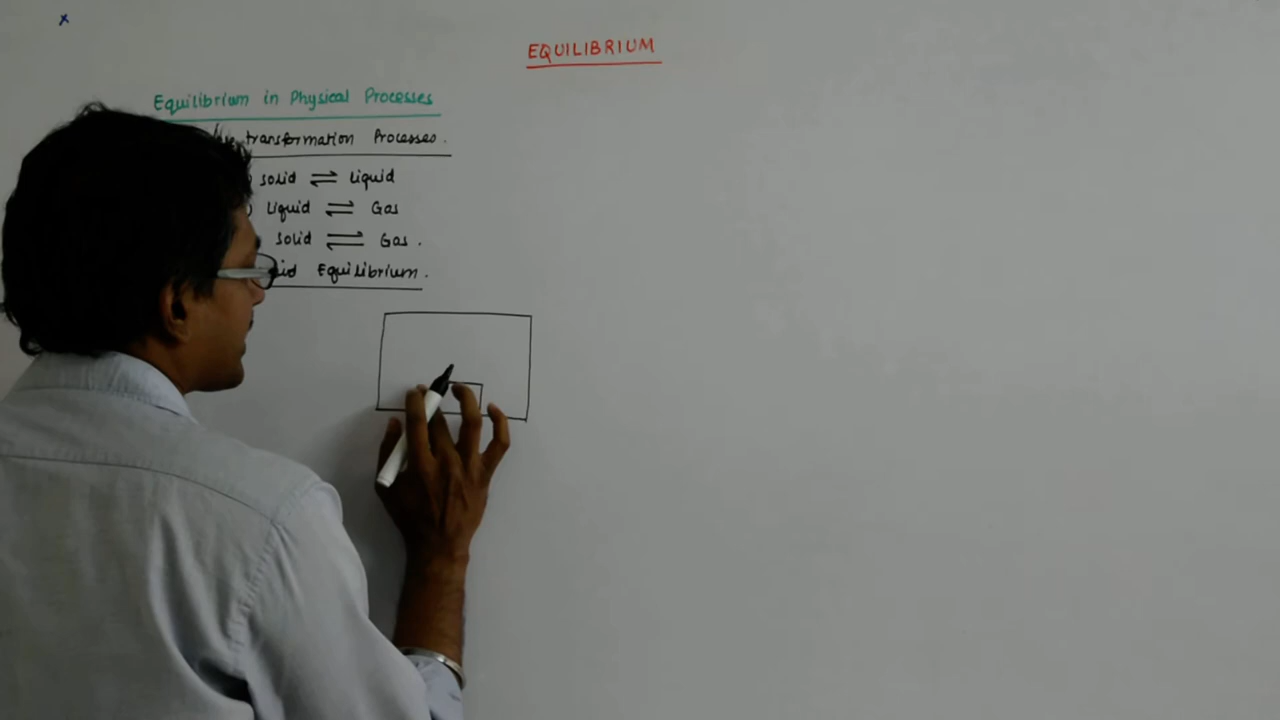 EQUILIBRIUM
Equilibrium in Physical Processes
transformation Processes.
solid ⇌ Liquid
Liquid ⇌ Gas
solid ⇌ Gas.
Equilibrium.